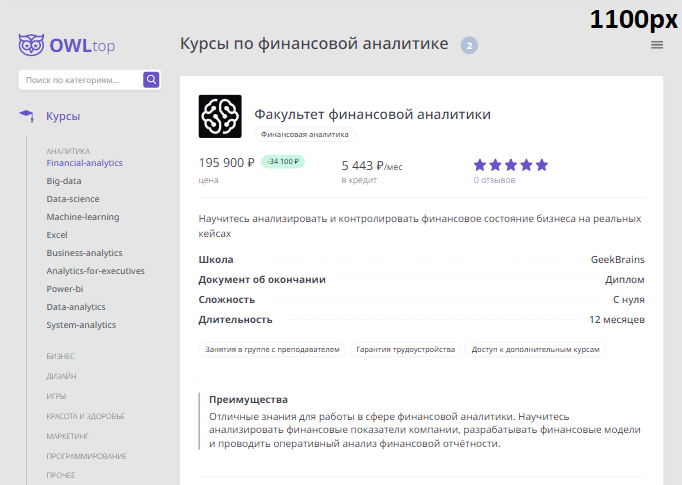 1100px
OWLtop
Поиск по категориям...
Курсы
АНАЛИТИКА
Financial-analytics
Big-data
Data-science
Machine-learning
Excel
Business-analytics
Analytics-for-executives
Power-bi
Data-analytics
System-analytics
БИЗНЕС
ДИЗАЙН
ИГРЫ
КРАСОТА И ЗДОРОВЬЕ
МАРКЕТИНГ
ПРОГРАММИРОВАНИЕ
ПРОЧЕЕ
Курсы по финансовой аналитике 2
Факультет финансовой аналитики
Финансовая аналитика
195 900 ₽ -34 100 ₽
цена
5 443 ₽/мес
в кредит
0 отзывов
Научитесь анализировать и контролировать финансовое состояние бизнеса на реальных
кейсах
Школа GeekBrains
Документ об окончании Диплом
Сложность С нуля
Длительность 12 месяцев
Занятия в группе с преподавателем Гарантия трудоустройства Доступ к дополнительным курсам
Преимущества
Отличные знания для работы в сфере финансовой аналитики. Научитесь
анализировать финансовые показатели компании, разрабатывать финансовые модели
и проводить оперативный анализ финансовой отчётности.